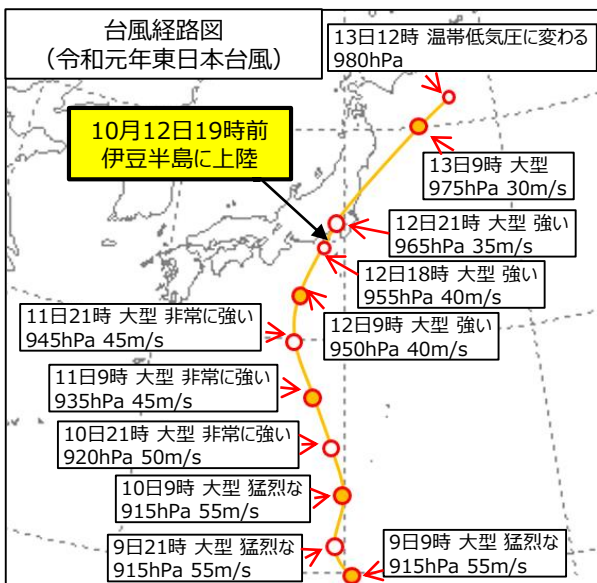 台風経路図
（令和元年東日本台風）
13日12時 温帯低気圧に変わる
980hPa
10月12日19時前
伊豆半島に上陸
13日9時 大型
975hPa 30m/s
12日21時 大型 強い
965hPa 35m/s
12日18時 大型 強い
955hPa 40m/s
11日21時 大型 非常に強い
945hPa 45m/s
12日9時 大型 強い
950hPa 40m/s
11日9時 大型 非常に強い
935hPa 45m/s
10日21時 大型 非常に強い
920hPa 50m/s
10日9時 大型 猛烈な
915hPa 55m/s
9日21時 大型 猛烈な
915hPa 55m/s
9日9時 大型 猛烈な
915hPa 55m/s